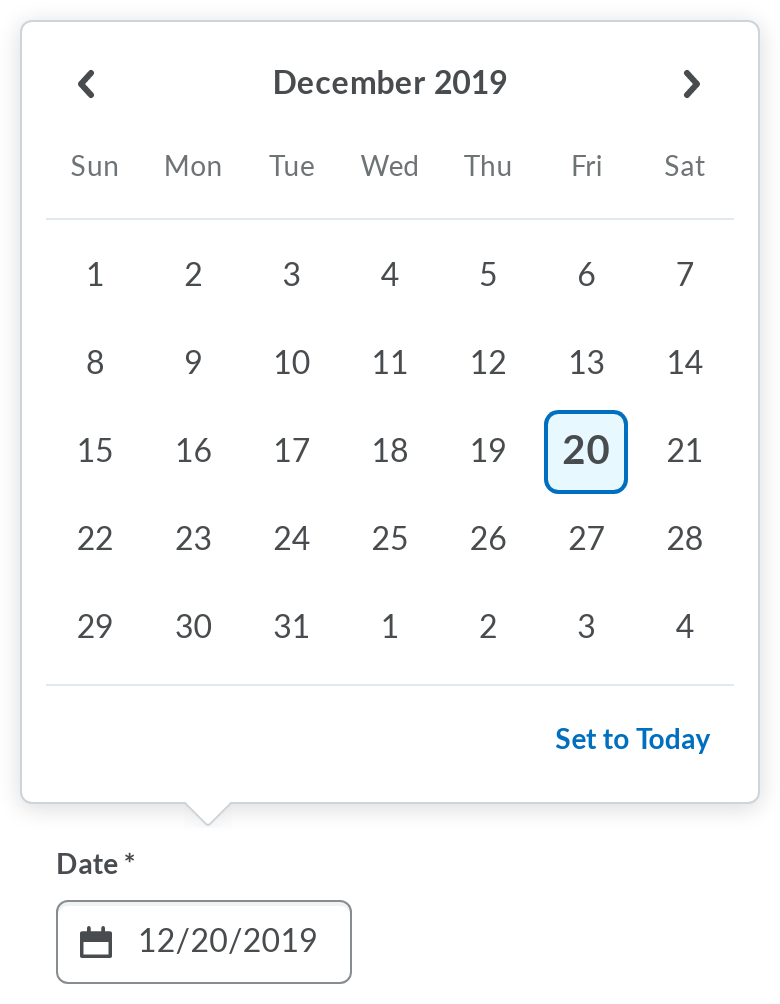 December 2019
Sun Mon Tue Wed Thu Fri Sat
1 2 3 4 5 6 7
8 9 10 11 12 13 14
15 16 17 18 19 20 21
22 23 24 25 26 27 28
29 30 31 1 2 3 4
Set to Today
Date *
12/20/2019